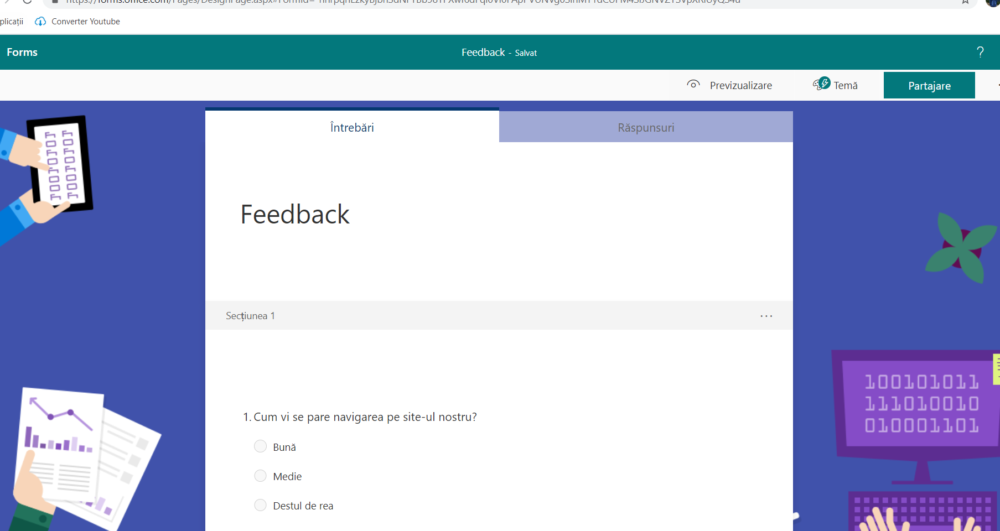 plicații Converter Youtube
Forms
Feedback - Salvat
?
Previzualizare
Temă
Partajare
Întrebări
Răspunsuri
Feedback
Secțiunea 1
...
1. Cum vi se pare navigarea pe site-ul nostru?
Bună
Medie
Destul de rea
100101011
111010010
010001101